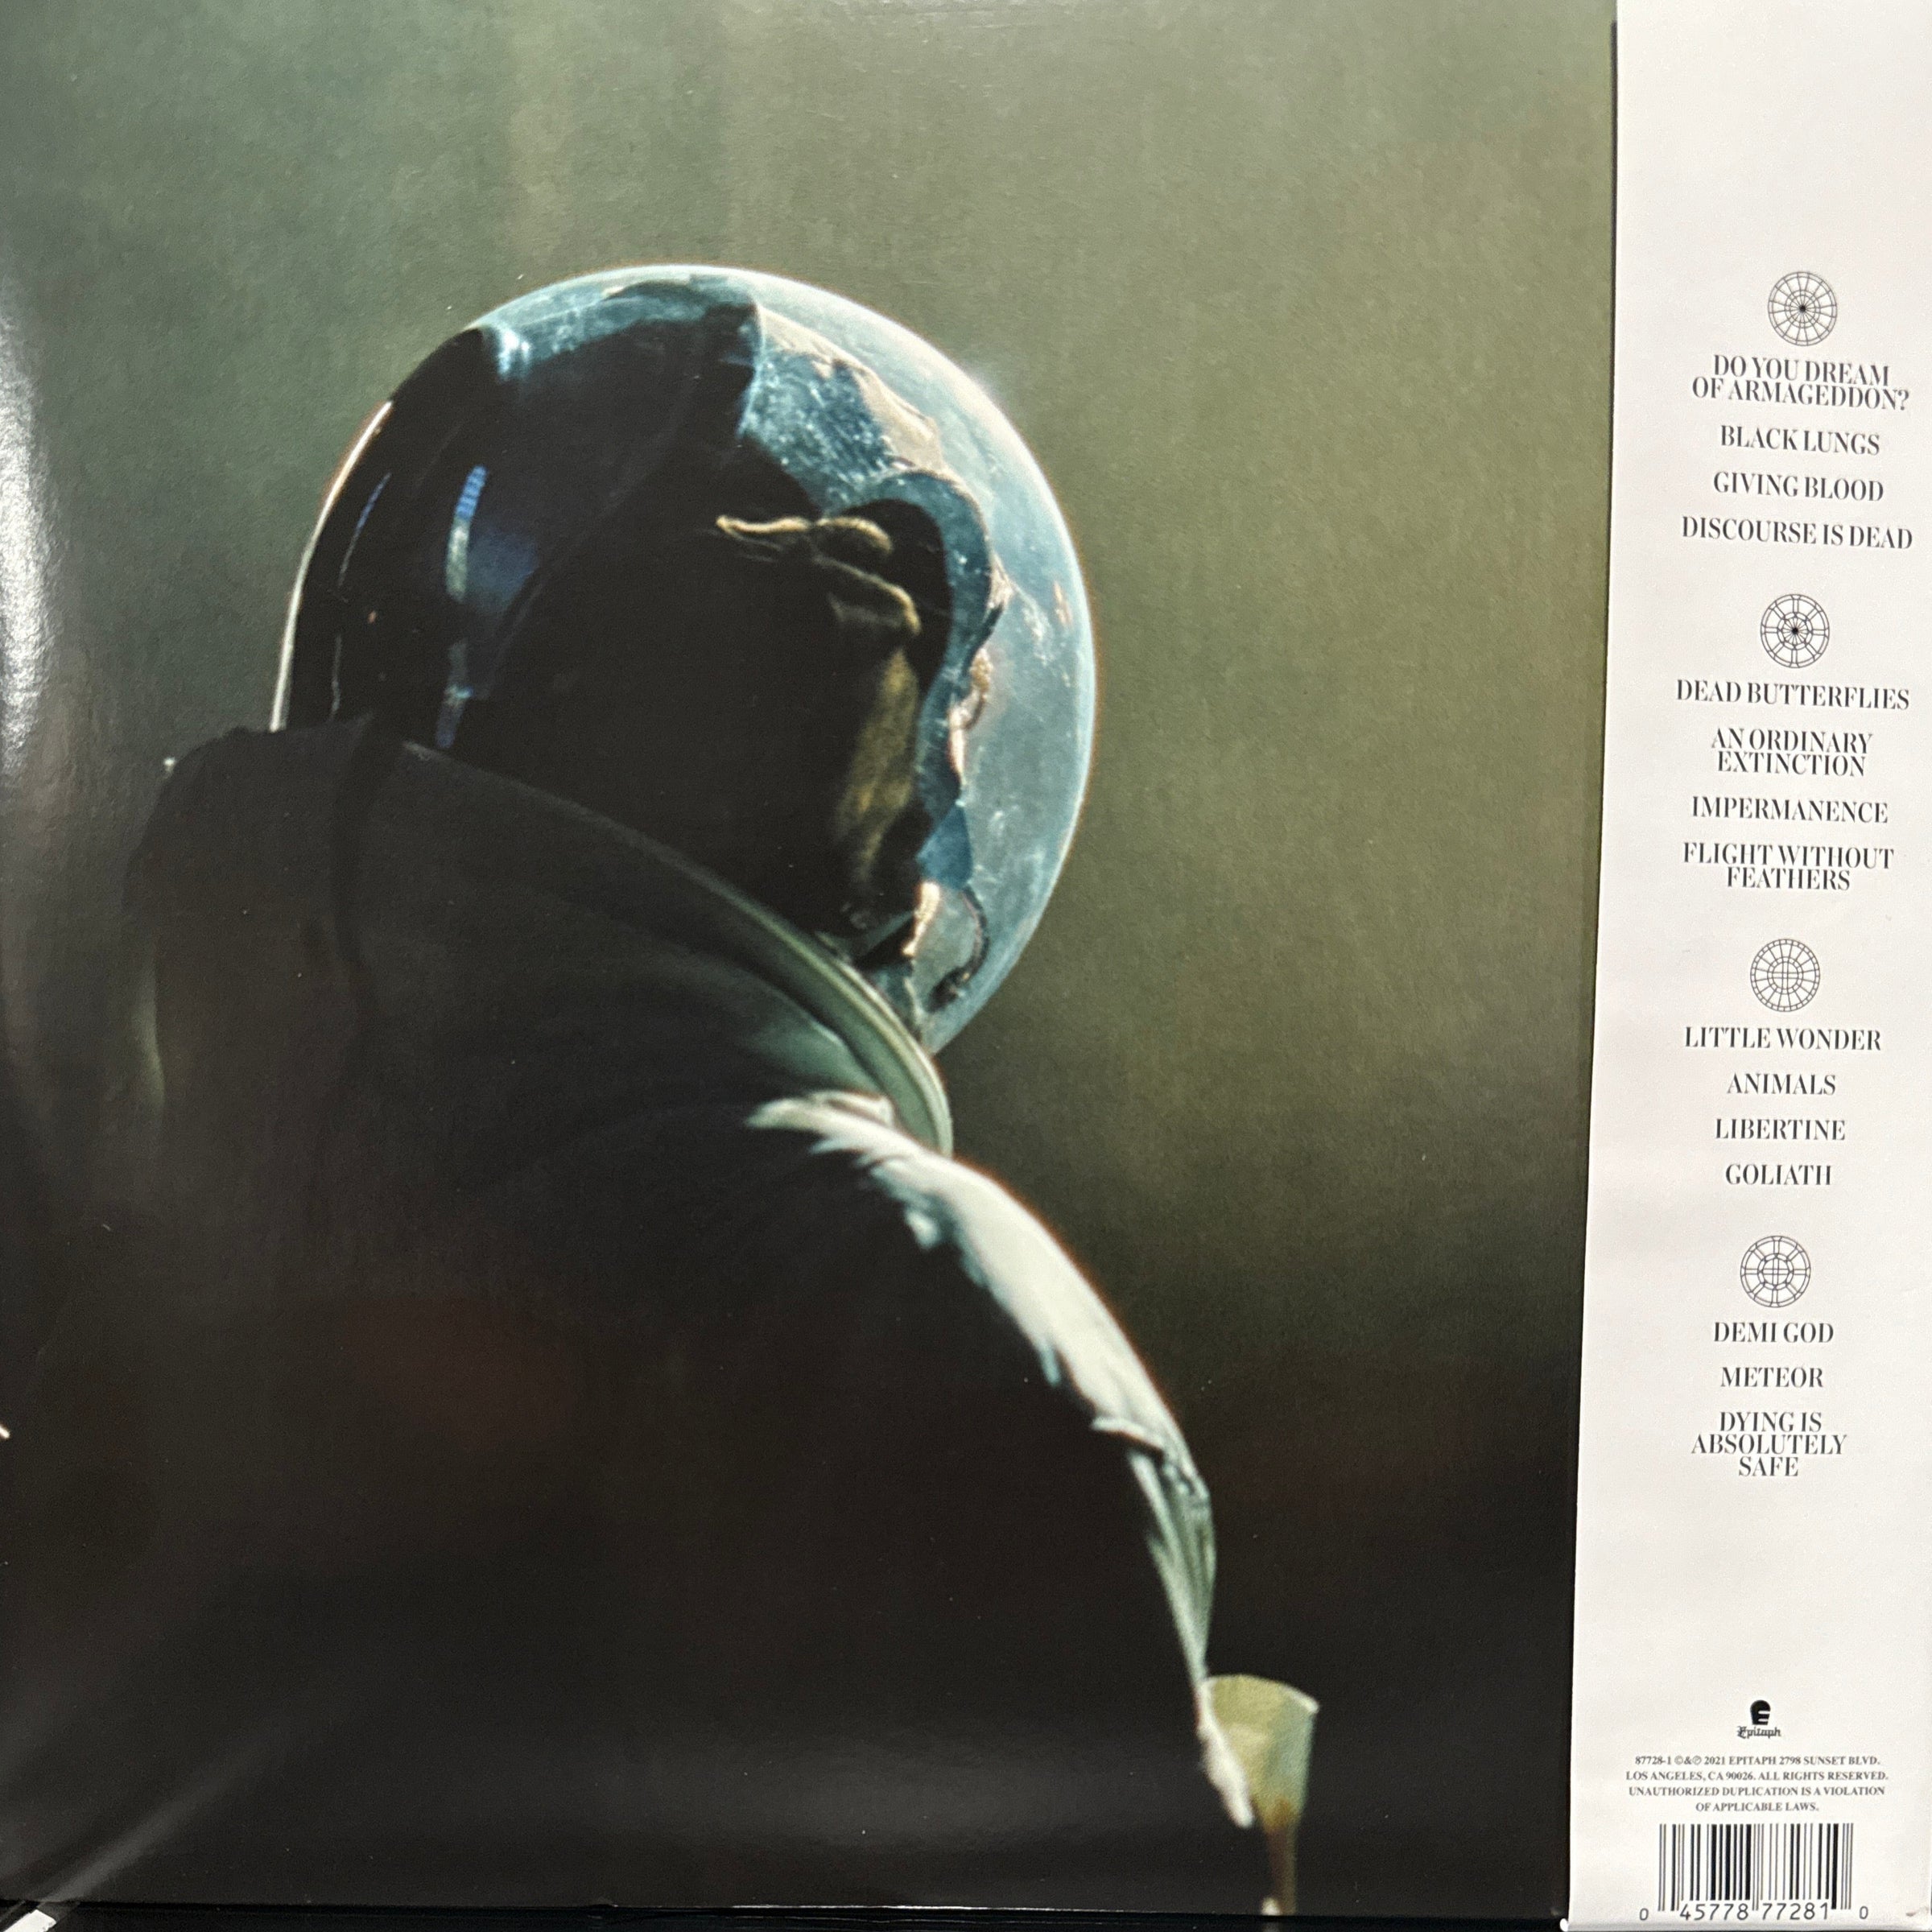 DO YOU DREAM
OF ARMAGEDDON?
BLACK LUNGS
GIVING BLOOD
DISCOURSE IS DEAD
DEAD BUTTERFLIES
AN ORDINARY
EXTINCTION
IMPERMANENCE
FLIGHT WITHOUT
FEATHERS
LITTLE WONDER
ANIMALS
LIBERTINE
GOLIATH
DEMI GOD
METEOR
DYING IS
ABSOLUTELY
SAFE
Epitaph
87728-1 ©&℗ 2021 EPITAPH 2798 SUNSET BLVD.
LOS ANGELES, CA 90026. ALL RIGHTS RESERVED.
UNAUTHORIZED DUPLICATION IS A VIOLATION
OF APPLICABLE LAWS.
0 45778 77281 0